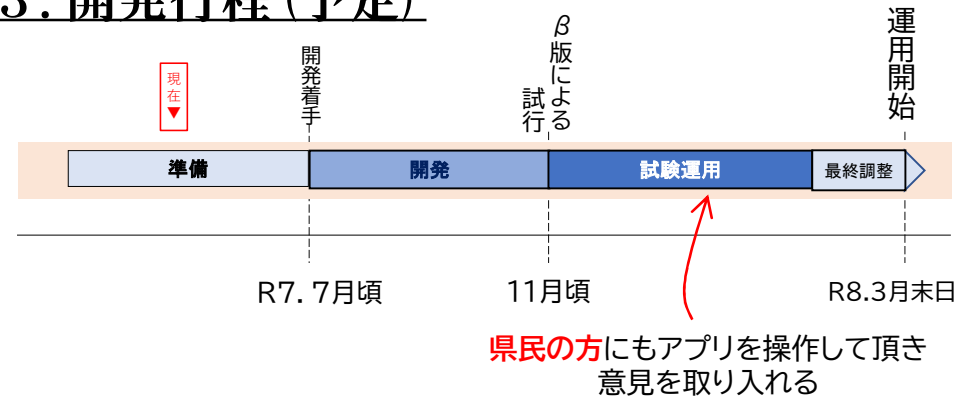 3．開発行程（予定）
現在▼
開発着手
β版による
試行
運用開始
準備
開発
試験運用
最終調整
R7．7月頃
11月頃
R8.3月末日
県民の方にもアプリを操作して頂き
意見を取り入れる